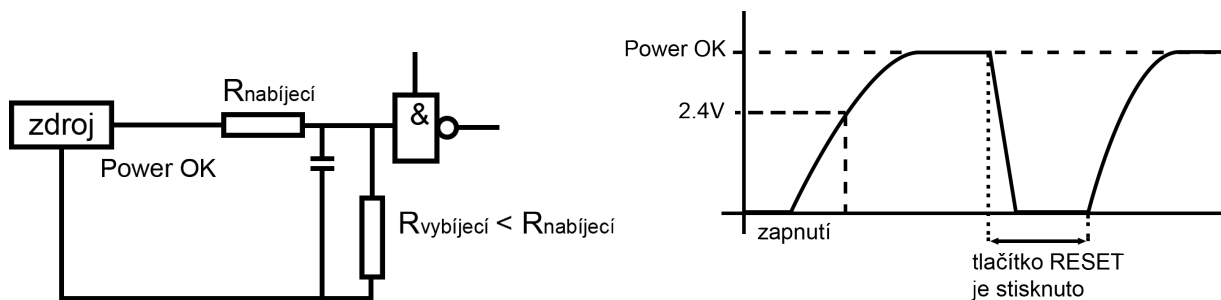 zdroj
Rnabíjecí
&
Power OK
Rvybíjecí < Rnabíjecí
Power OK
2.4V
zapnutí
tlačítko RESET
je stisknuto